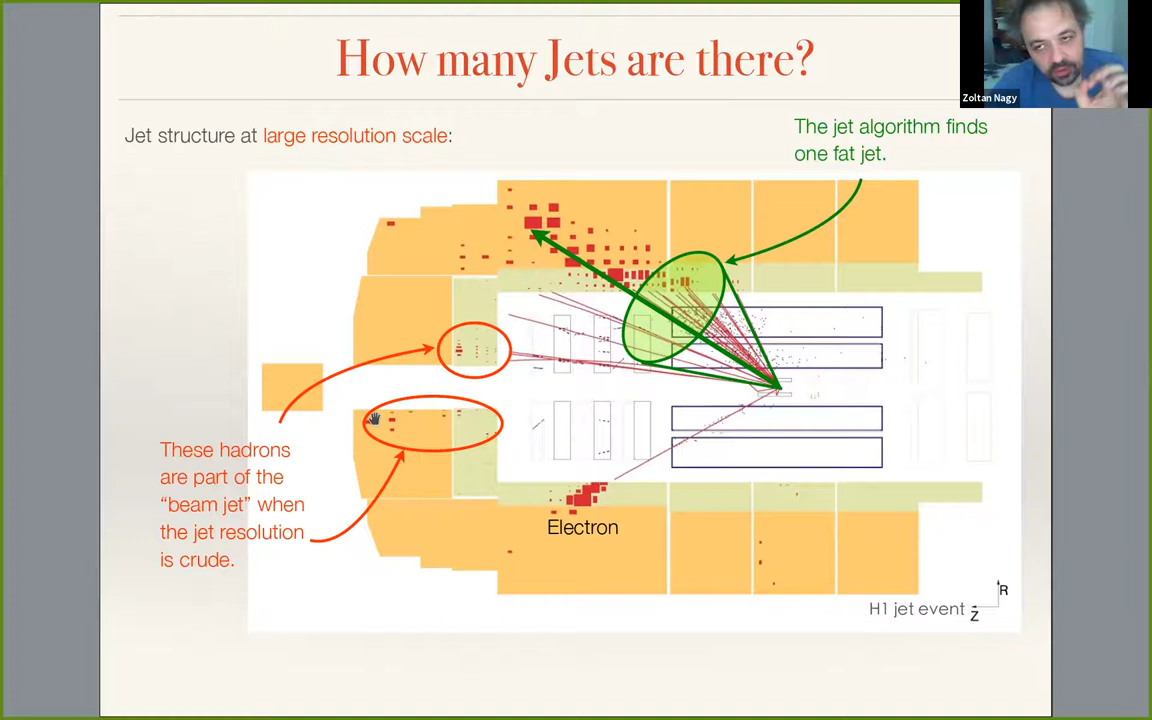 How many Jets are there?
Zoltan Nagy
Jet structure at large resolution scale:
The jet algorithm finds
one fat jet.
These hadrons
are part of the
“beam jet” when
the jet resolution
is crude.
Electron
H1 jet event
R
Z